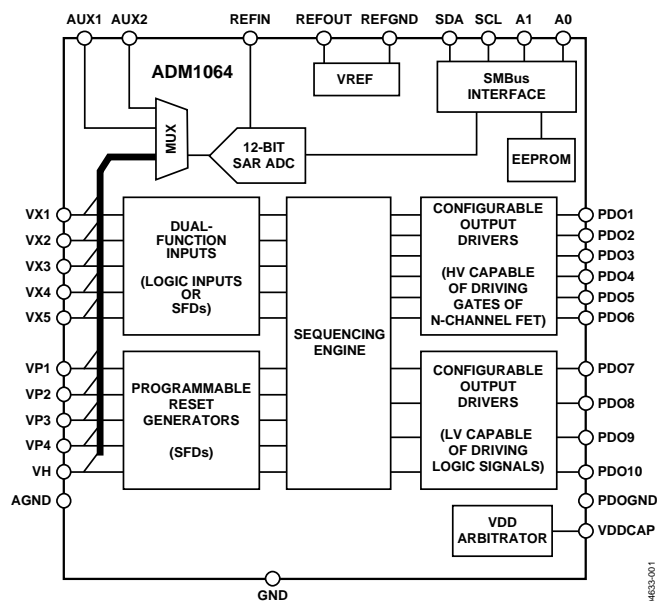 AUX1 AUX2 REFIN REFOUT REFGND SDA SCL A1 A0
ADM1064
VREF
SMBus
INTERFACE
MUX
12-BIT
SAR ADC
EEPROM
VX1
VX2
VX3
VX4
VX5
DUAL-
FUNCTION
INPUTS
(LOGIC INPUTS
OR
SFDs)
SEQUENCING
ENGINE
CONFIGURABLE
OUTPUT
DRIVERS
(HV CAPABLE
OF DRIVING
GATES OF
N-CHANNEL FET)
PDO1
PDO2
PDO3
PDO4
PDO5
PDO6
VP1
VP2
VP3
VP4
VH
AGND
PROGRAMMABLE
RESET
GENERATORS
(SFDs)
CONFIGURABLE
OUTPUT
DRIVERS
(LV CAPABLE
OF DRIVING
LOGIC SIGNALS)
PDO7
PDO8
PDO9
PDO10
PDOGND
VDD
ARBITRATOR
VDDCAP
GND
04633-001